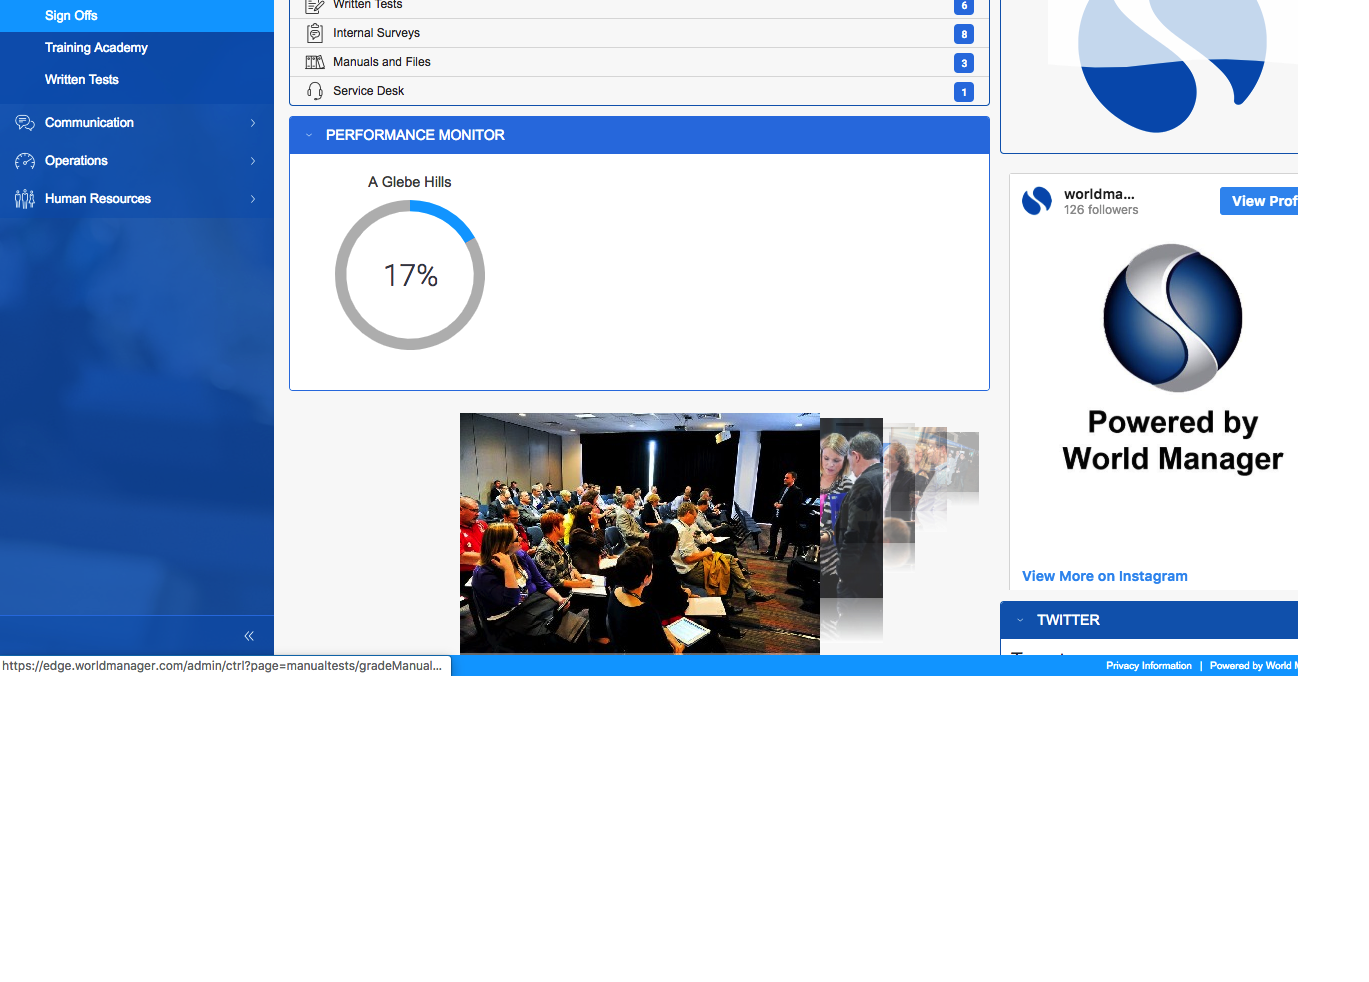 Sign Offs
Training Academy
Written Tests
Communication
Operations
Human Resources
Written Tests 6
Internal Surveys 8
Manuals and Files 3
Service Desk 1
PERFORMANCE MONITOR
A Glebe Hills
17%
worldma...
126 followers
View Prof
Powered by
World Manager
View More on Instagram
TWITTER
https://edge.worldmanager.com/admin/ctrl?page=manualtests/gradeManual...
Privacy Information | Powered by World